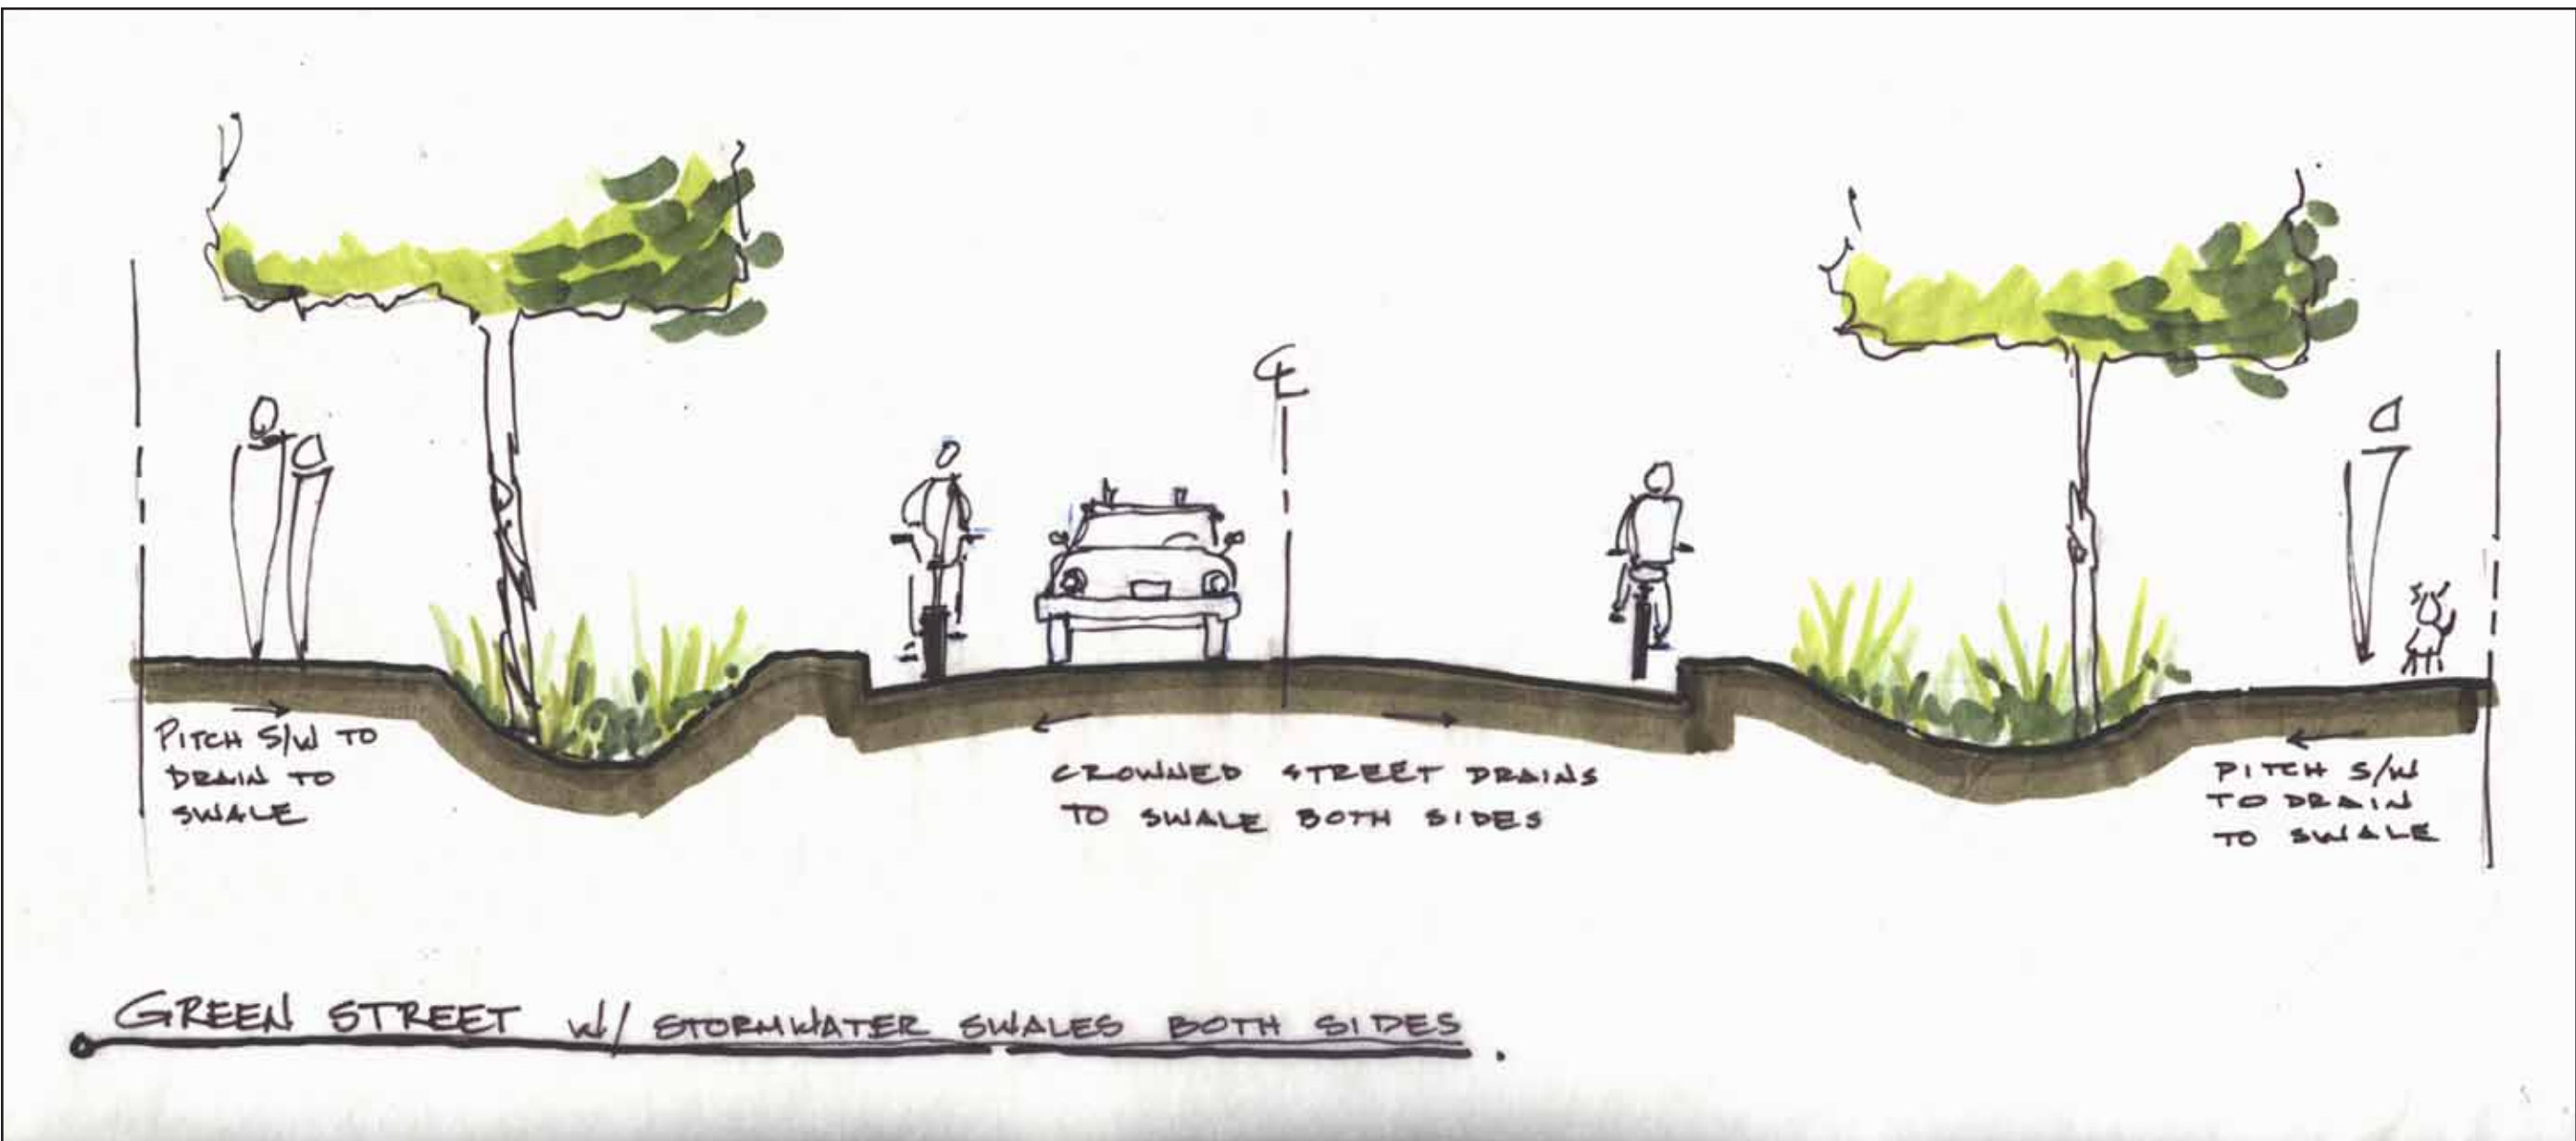 ℄
PITCH S/W TO
DRAIN TO
SWALE
CROWNED STREET DRAINS
TO SWALE BOTH SIDES
PITCH S/W
TO DRAIN
TO SWALE
GREEN STREET W/ STORMWATER SWALES BOTH SIDES.